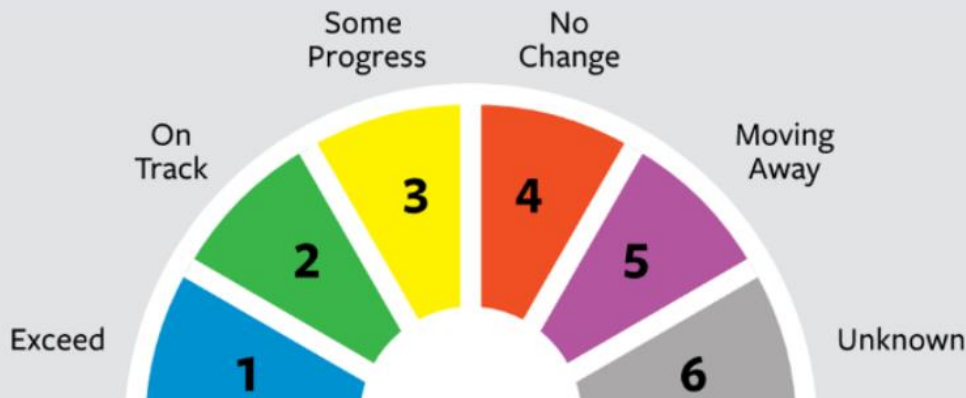 Some
Progress
No
Change
On
Track
Moving
Away
3
4
2
5
Exceed
Unknown
1
6